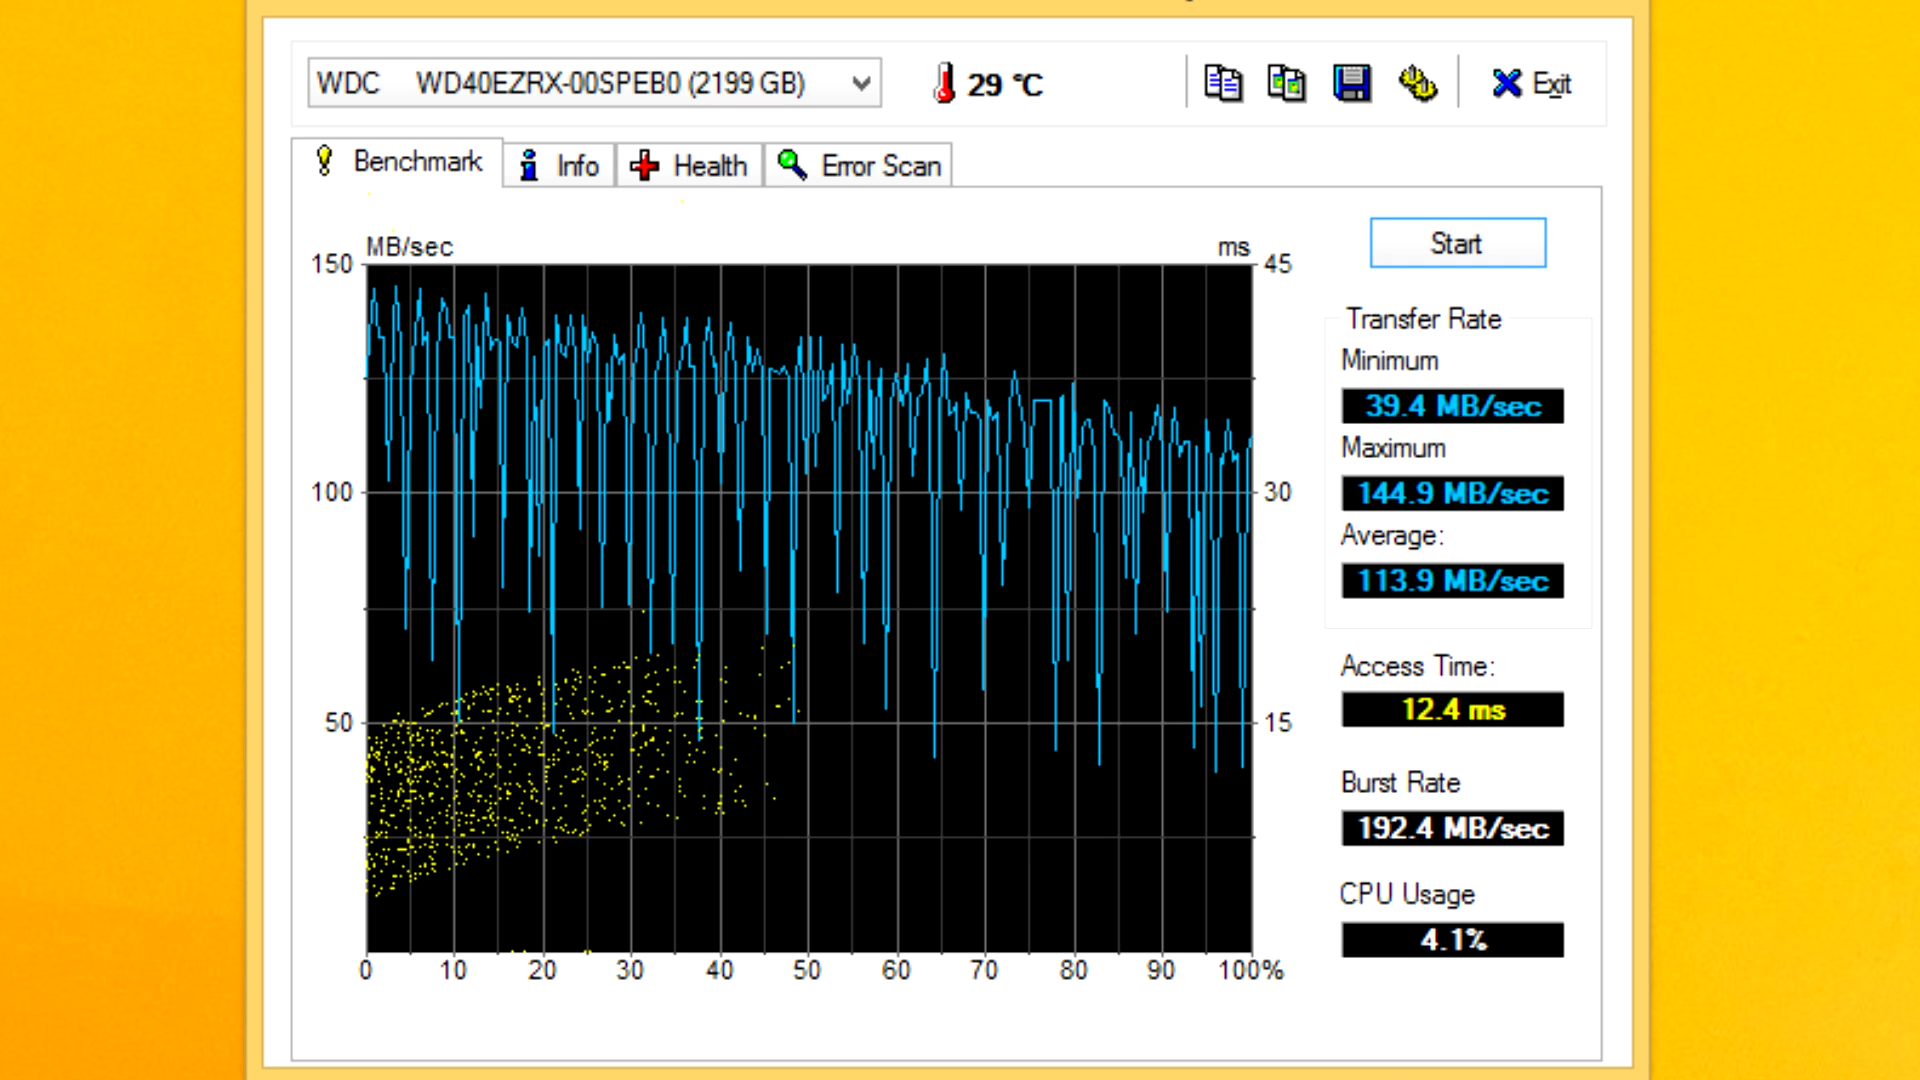 WDC WD40EZRX-00SPEB0 (2199 GB)
29 °C
Exit
Benchmark Info Health Error Scan
MB/sec ms
150 45
100 30
50 15
0 10 20 30 40 50 60 70 80 90 100%
Start
Transfer Rate
Minimum
39.4 MB/sec
Maximum
144.9 MB/sec
Average:
113.9 MB/sec
Access Time:
12.4 ms
Burst Rate
192.4 MB/sec
CPU Usage
4.1%